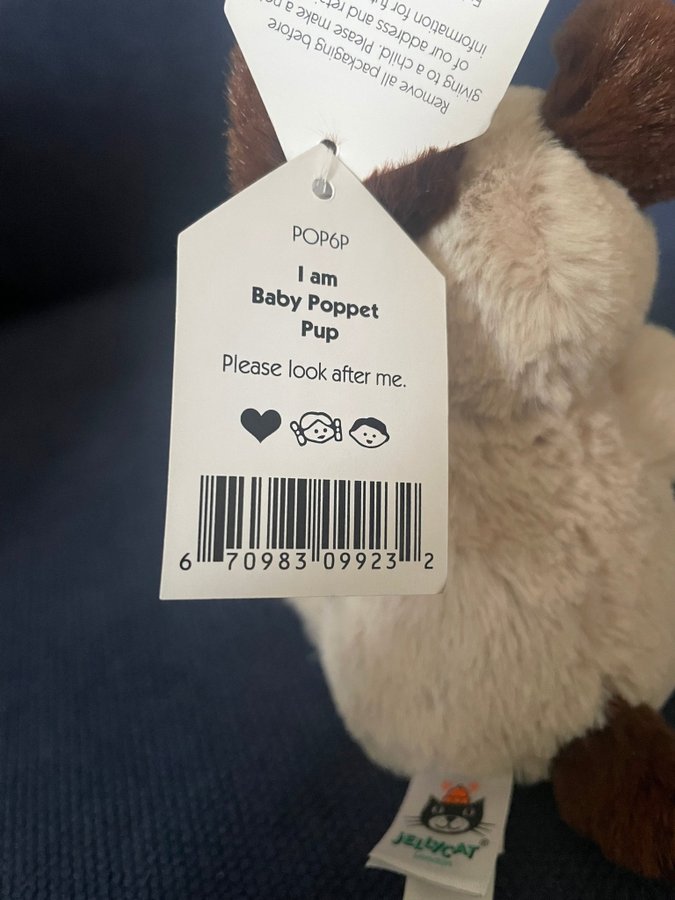 Remove all packaging before
giving to a child. Please make a
of our address and
information for
POP6P
I am
Baby Poppet
Pup
Please look after me.
6 70983 09923 2
JELLYCAT®
London